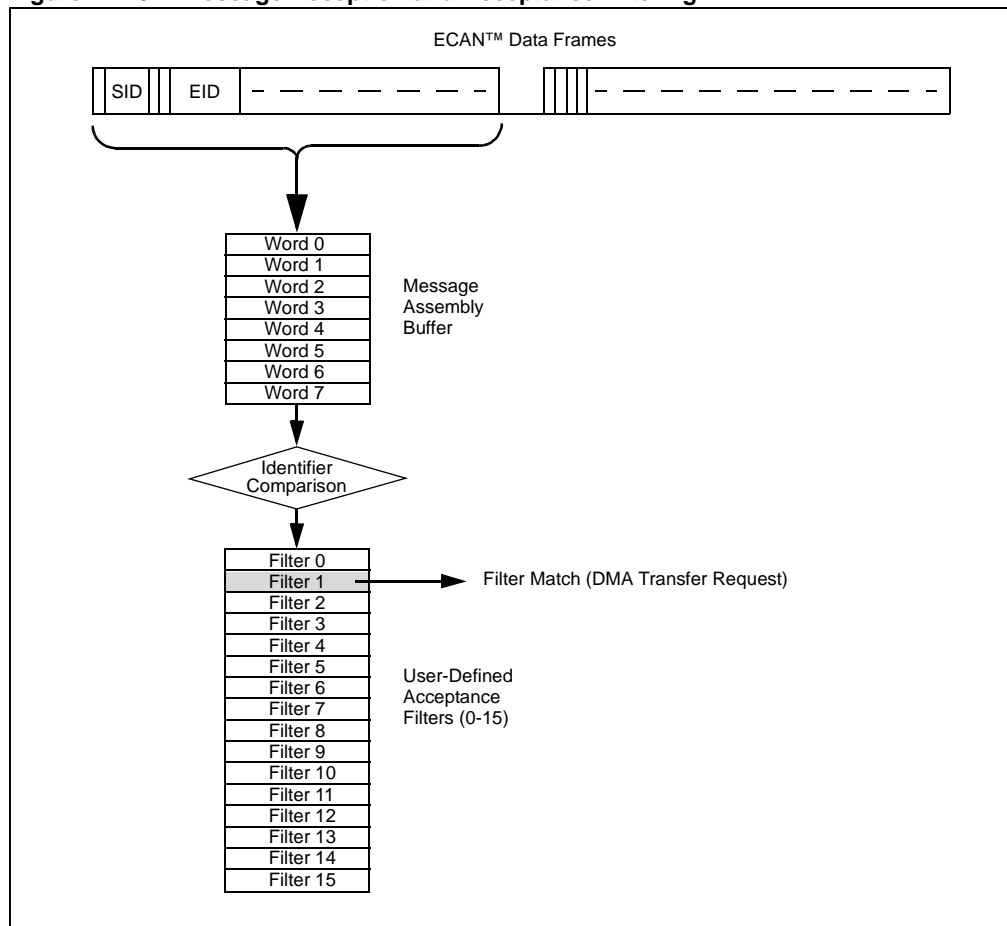 ECAN™ Data Frames
SID EID
Word 0
Word 1
Word 2
Word 3
Word 4
Word 5
Word 6
Word 7
Message
Assembly
Buffer
Identifier
Comparison
Filter 0
Filter 1
Filter 2
Filter 3
Filter 4
Filter 5
Filter 6
Filter 7
Filter 8
Filter 9
Filter 10
Filter 11
Filter 12
Filter 13
Filter 14
Filter 15
Filter Match (DMA Transfer Request)
User-Defined
Acceptance
Filters (0-15)